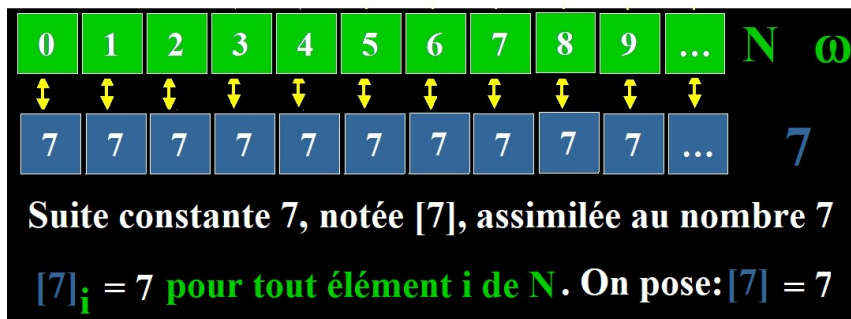 0 1 2 3 4 5 6 7 8 9 ... N ω
7 7 7 7 7 7 7 7 7 7 ... 7
Suite constante 7, notée [7], assimilée au nombre 7
[7]i = 7 pour tout élément i de N. On pose: [7] = 7